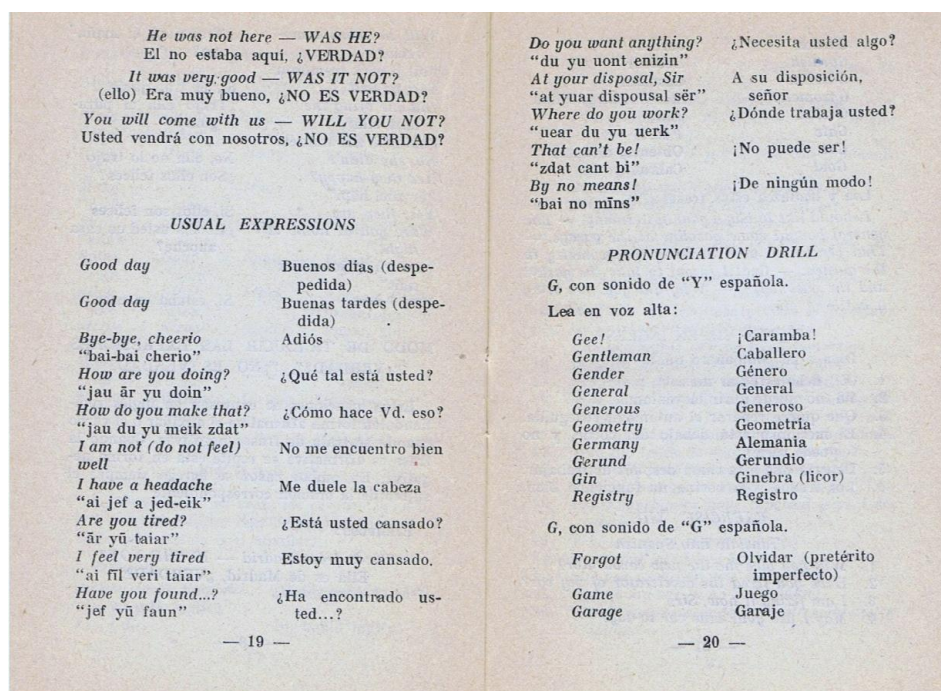 He was not here — WAS HE?
El no estaba aquí, ¿VERDAD?
It was very good — WAS IT NOT?
(ello) Era muy bueno, ¿NO ES VERDAD?
You will come with us — WILL YOU NOT?
Usted vendrá con nosotros, ¿NO ES VERDAD?
USUAL EXPRESSIONS
Good day Buenos dias (despe-
pedida)
Good day Buenas tardes (despe-
dida)
Bye-bye, cheerio Adiós
“bai-bai cherio”
How are you doing? ¿Qué tal está usted?
“jau ãr yu doin”
How do you make that? ¿Cómo hace Vd. eso?
“jau du yu meik zdat”
I am not (do not feel) No me encuentro bien
well
I have a headache Me duele la cabeza
“ai jef a jed-eik”
Are you tired? ¿Está usted cansado?
“ãr yũ taiar”
I feel very tired Estoy muy cansado.
“ai fĩl veri taiar”
Have you found...? ¿Ha encontrado us-
“jef yũ faun” ted...?
— 19 —
Do you want anything? ¿Necesita usted algo?
“du yu uont enizin”
At your disposal, Sir A su disposición,
“at yuar dispousal sër” señor
Where do you work? ¿Dónde trabaja usted?
“uear du yu uerk”
That can't be! ¡No puede ser!
“zdat cant bi”
By no means! ¡De ningún modo!
“bai no mĩns”
PRONUNCIATION DRILL
G, con sonido de “Y” española.
Lea en voz alta:
Gee! ¡Caramba!
Gentleman Caballero
Gender Género
General General
Generous Generoso
Geometry Geometría
Germany Alemania
Gerund Gerundio
Gin Ginebra (licor)
Registry Registro
G, con sonido de “G” española.
Forgot Olvidar (pretérito
imperfecto)
Game Juego
Garage Garaje
— 20 —